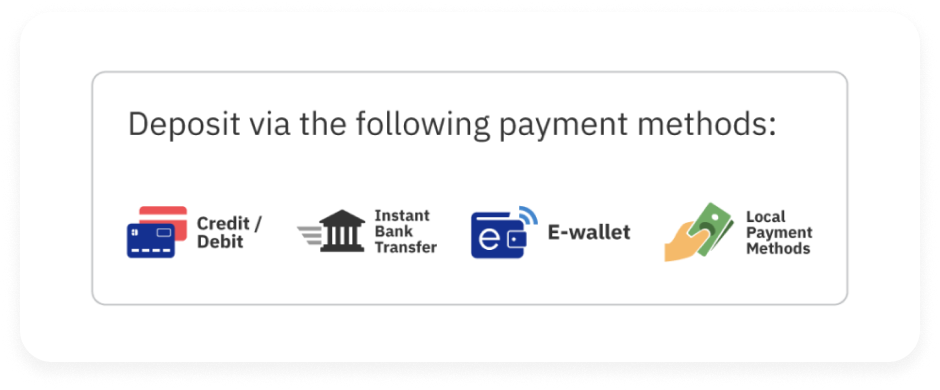 Deposit via the following payment methods:
Credit /
Debit
Instant
Bank
Transfer
e
E-wallet
Local
Payment
Methods